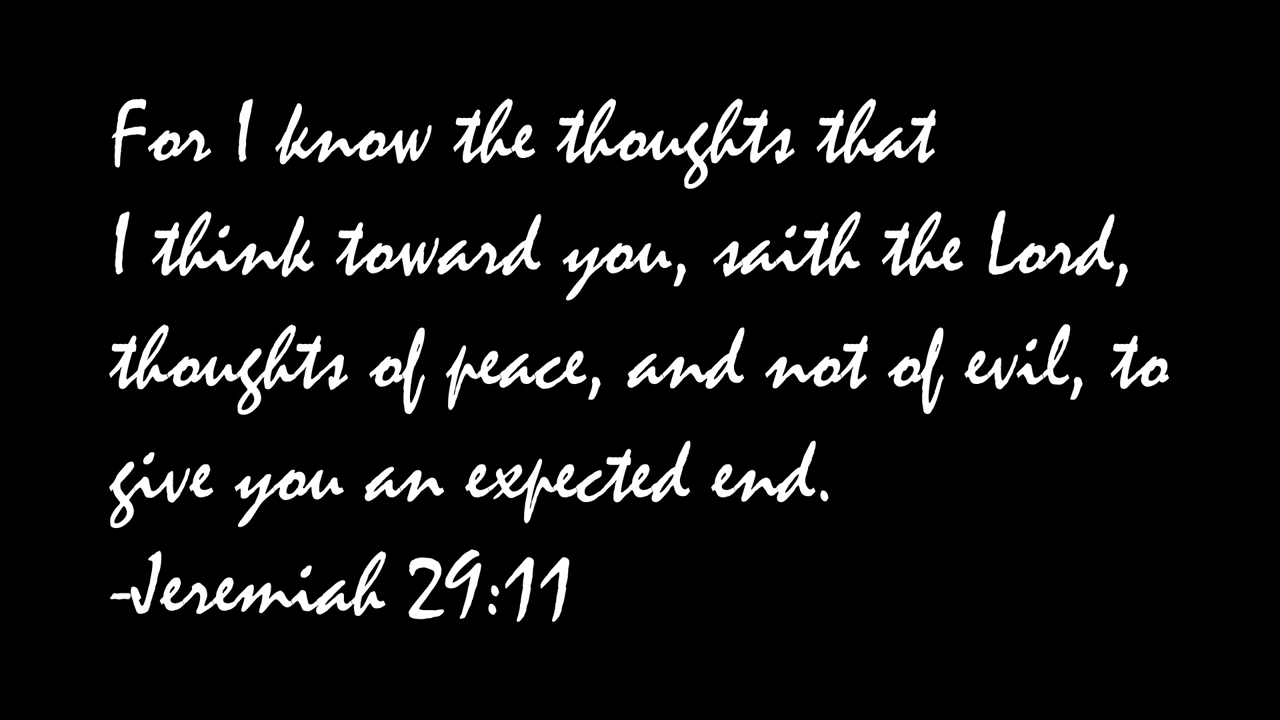 For I know the thoughts that
I think toward you, saith the Lord,
thoughts of peace, and not of evil, to
give you an expected end.
-Jeremiah 29:11